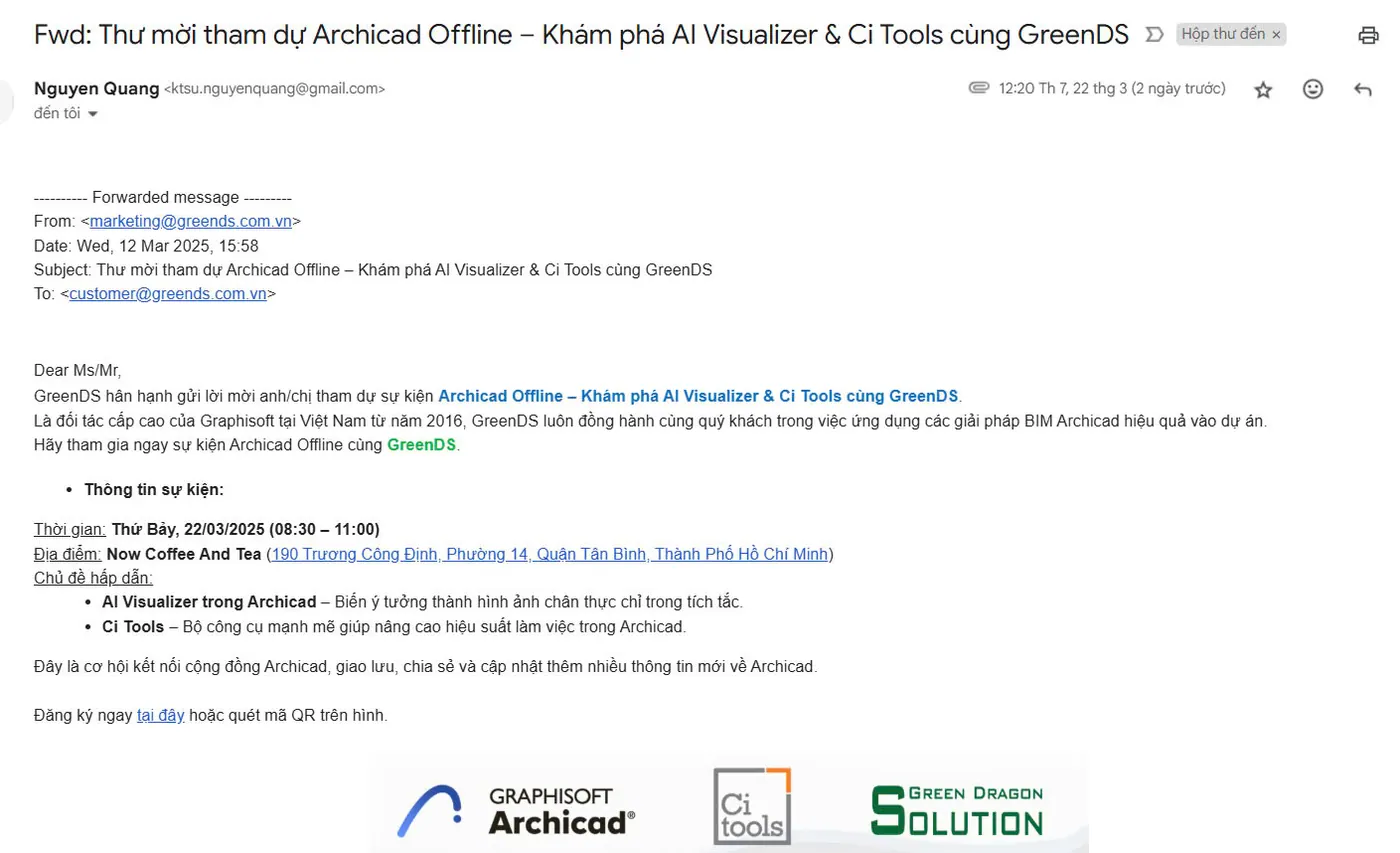 Fwd: Thư mời tham dự Archicad Offline – Khám phá AI Visualizer & Ci Tools cùng GreenDS Hộp thư đến ×
Nguyen Quang <ktsu.nguyenquang@gmail.com> 12:20 Th 7, 22 thg 3 (2 ngày trước)
đến tôi
---------- Forwarded message ---------
From: <marketing@greends.com.vn>
Date: Wed, 12 Mar 2025, 15:58
Subject: Thư mời tham dự Archicad Offline – Khám phá AI Visualizer & Ci Tools cùng GreenDS
To: <customer@greends.com.vn>
Dear Ms/Mr,
GreenDS hân hạnh gửi lời mời anh/chị tham dự sự kiện Archicad Offline – Khám phá AI Visualizer & Ci Tools cùng GreenDS.
Là đối tác cấp cao của Graphisoft tại Việt Nam từ năm 2016, GreenDS luôn đồng hành cùng quý khách trong việc ứng dụng các giải pháp BIM Archicad hiệu quả vào dự án.
Hãy tham gia ngay sự kiện Archicad Offline cùng GreenDS.
• Thông tin sự kiện:
Thời gian: Thứ Bảy, 22/03/2025 (08:30 – 11:00)
Địa điểm: Now Coffee And Tea (190 Trương Công Định, Phường 14, Quận Tân Bình, Thành Phố Hồ Chí Minh)
Chủ đề hấp dẫn:
• AI Visualizer trong Archicad – Biến ý tưởng thành hình ảnh chân thực chỉ trong tích tắc.
• Ci Tools – Bộ công cụ mạnh mẽ giúp nâng cao hiệu suất làm việc trong Archicad.
Đây là cơ hội kết nối cộng đồng Archicad, giao lưu, chia sẻ và cập nhật thêm nhiều thông tin mới về Archicad.
Đăng ký ngay tại đây hoặc quét mã QR trên hình.
GRAPHISOFT
Archicad®
Ci
tools
GREEN DRAGON
SOLUTION